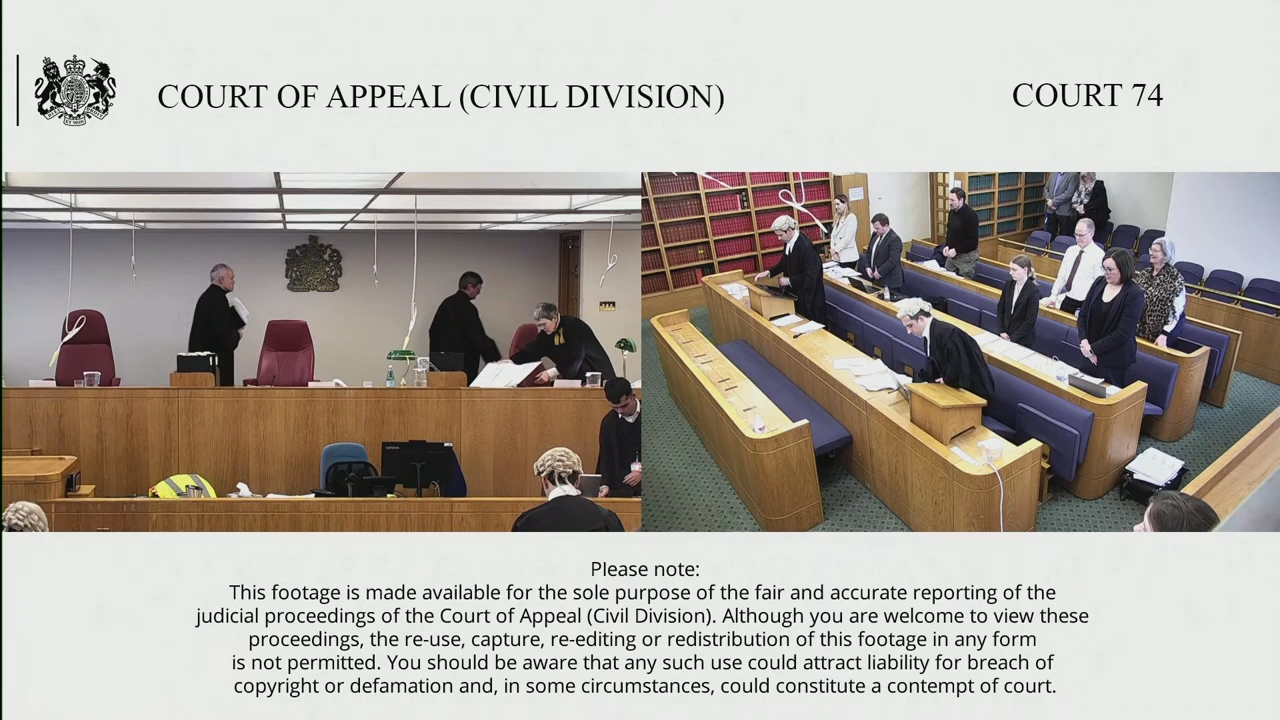 COURT OF APPEAL (CIVIL DIVISION)
COURT 74
Please note:
This footage is made available for the sole purpose of the fair and accurate reporting of the
judicial proceedings of the Court of Appeal (Civil Division). Although you are welcome to view these
proceedings, the re-use, capture, re-editing or redistribution of this footage in any form
is not permitted. You should be aware that any such use could attract liability for breach of
copyright or defamation and, in some circumstances, could constitute a contempt of court.